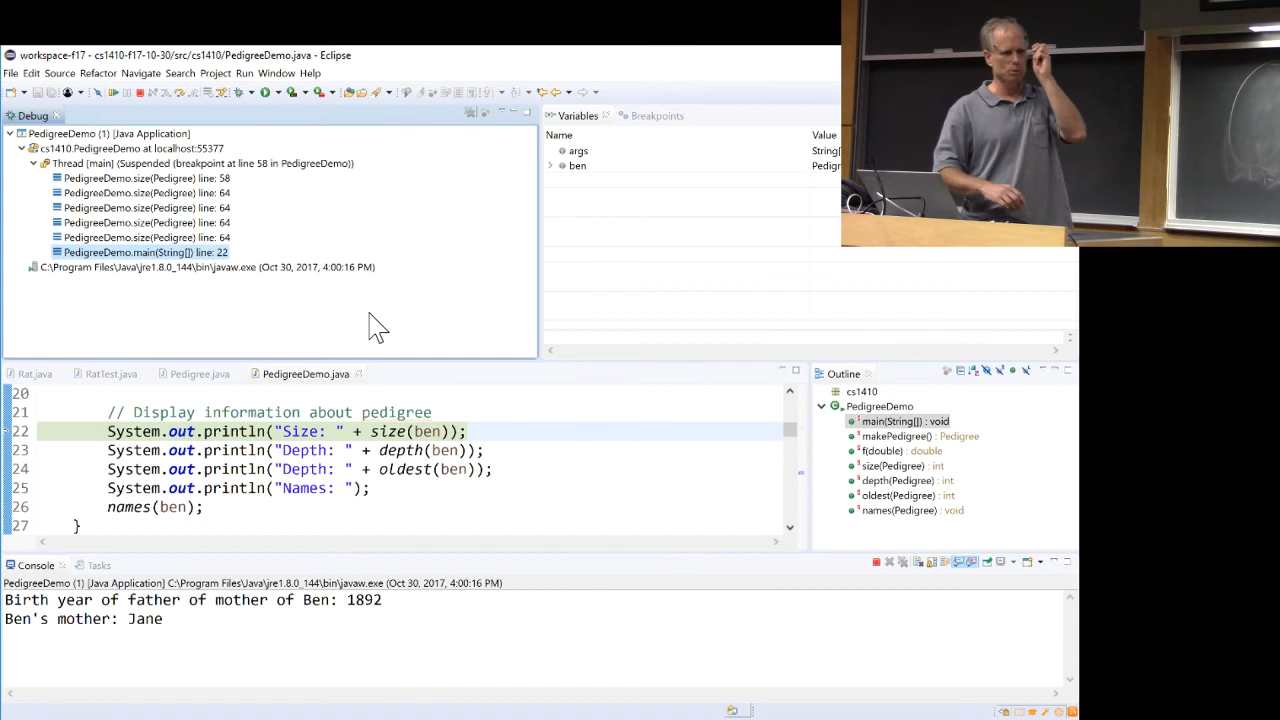 workspace-f17 - cs1410-f17-10-30/src/cs1410/PedigreeDemo.java - Eclipse
File Edit Source Refactor Navigate Search Project Run Window Help
Debug
Variables Breakpoints
PedigreeDemo (1) [Java Application]
Name Value
cs1410.PedigreeDemo at localhost:55377
args String[
Thread [main] (Suspended (breakpoint at line 58 in PedigreeDemo))
ben Pedigr
PedigreeDemo.size(Pedigree) line: 58
PedigreeDemo.size(Pedigree) line: 64
PedigreeDemo.size(Pedigree) line: 64
PedigreeDemo.size(Pedigree) line: 64
PedigreeDemo.size(Pedigree) line: 64
PedigreeDemo.main(String[]) line: 22
C:\Program Files\Java\jre1.8.0_144\bin\javaw.exe (Oct 30, 2017, 4:00:16 PM)
Rat.java RatTest.java Pedigree.java PedigreeDemo.java
20
21 // Display information about pedigree
22 System.out.println("Size: " + size(ben));
23 System.out.println("Depth: " + depth(ben));
24 System.out.println("Depth: " + oldest(ben));
25 System.out.println("Names: ");
26 names(ben);
27 }
Outline
cs1410
PedigreeDemo
main(String[]) : void
makePedigree() : Pedigree
f(double) : double
size(Pedigree) : int
depth(Pedigree) : int
oldest(Pedigree) : int
names(Pedigree) : void
Console Tasks
PedigreeDemo (1) [Java Application] C:\Program Files\Java\jre1.8.0_144\bin\javaw.exe (Oct 30, 2017, 4:00:16 PM)
Birth year of father of mother of Ben: 1892
Ben's mother: Jane